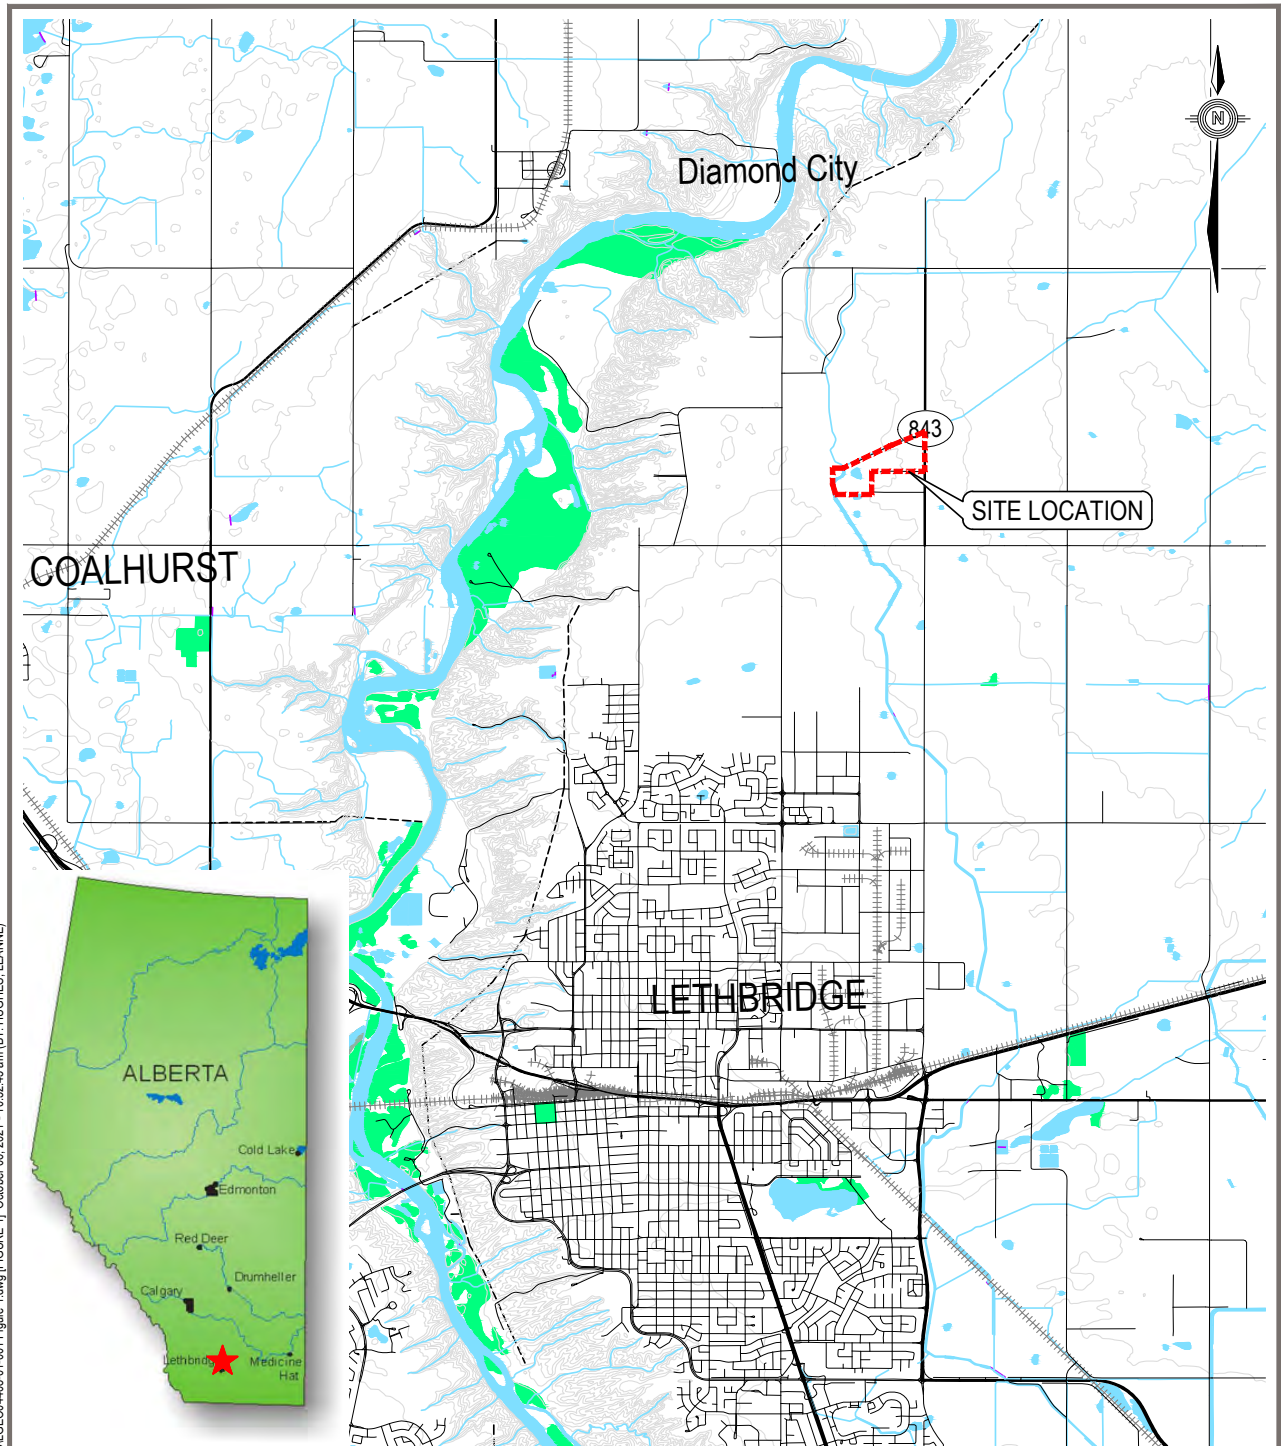 N
Diamond City
843
SITE LOCATION
COALHURST
LETHBRIDGE
ALBERTA
Cold Lake
Edmonton
Red Deer
Drumheller
Calgary
Lethbridge
Medicine
Hat